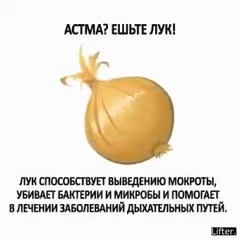 АСТМА? ЕШЬТЕ ЛУК!
ЛУК СПОСОБСТВУЕТ ВЫВЕДЕНИЮ МОКРОТЫ,
УБИВАЕТ БАКТЕРИИ И МИКРОБЫ И ПОМОГАЕТ
В ЛЕЧЕНИИ ЗАБОЛЕВАНИЙ ДЫХАТЕЛЬНЫХ ПУТЕЙ.
Lifter.